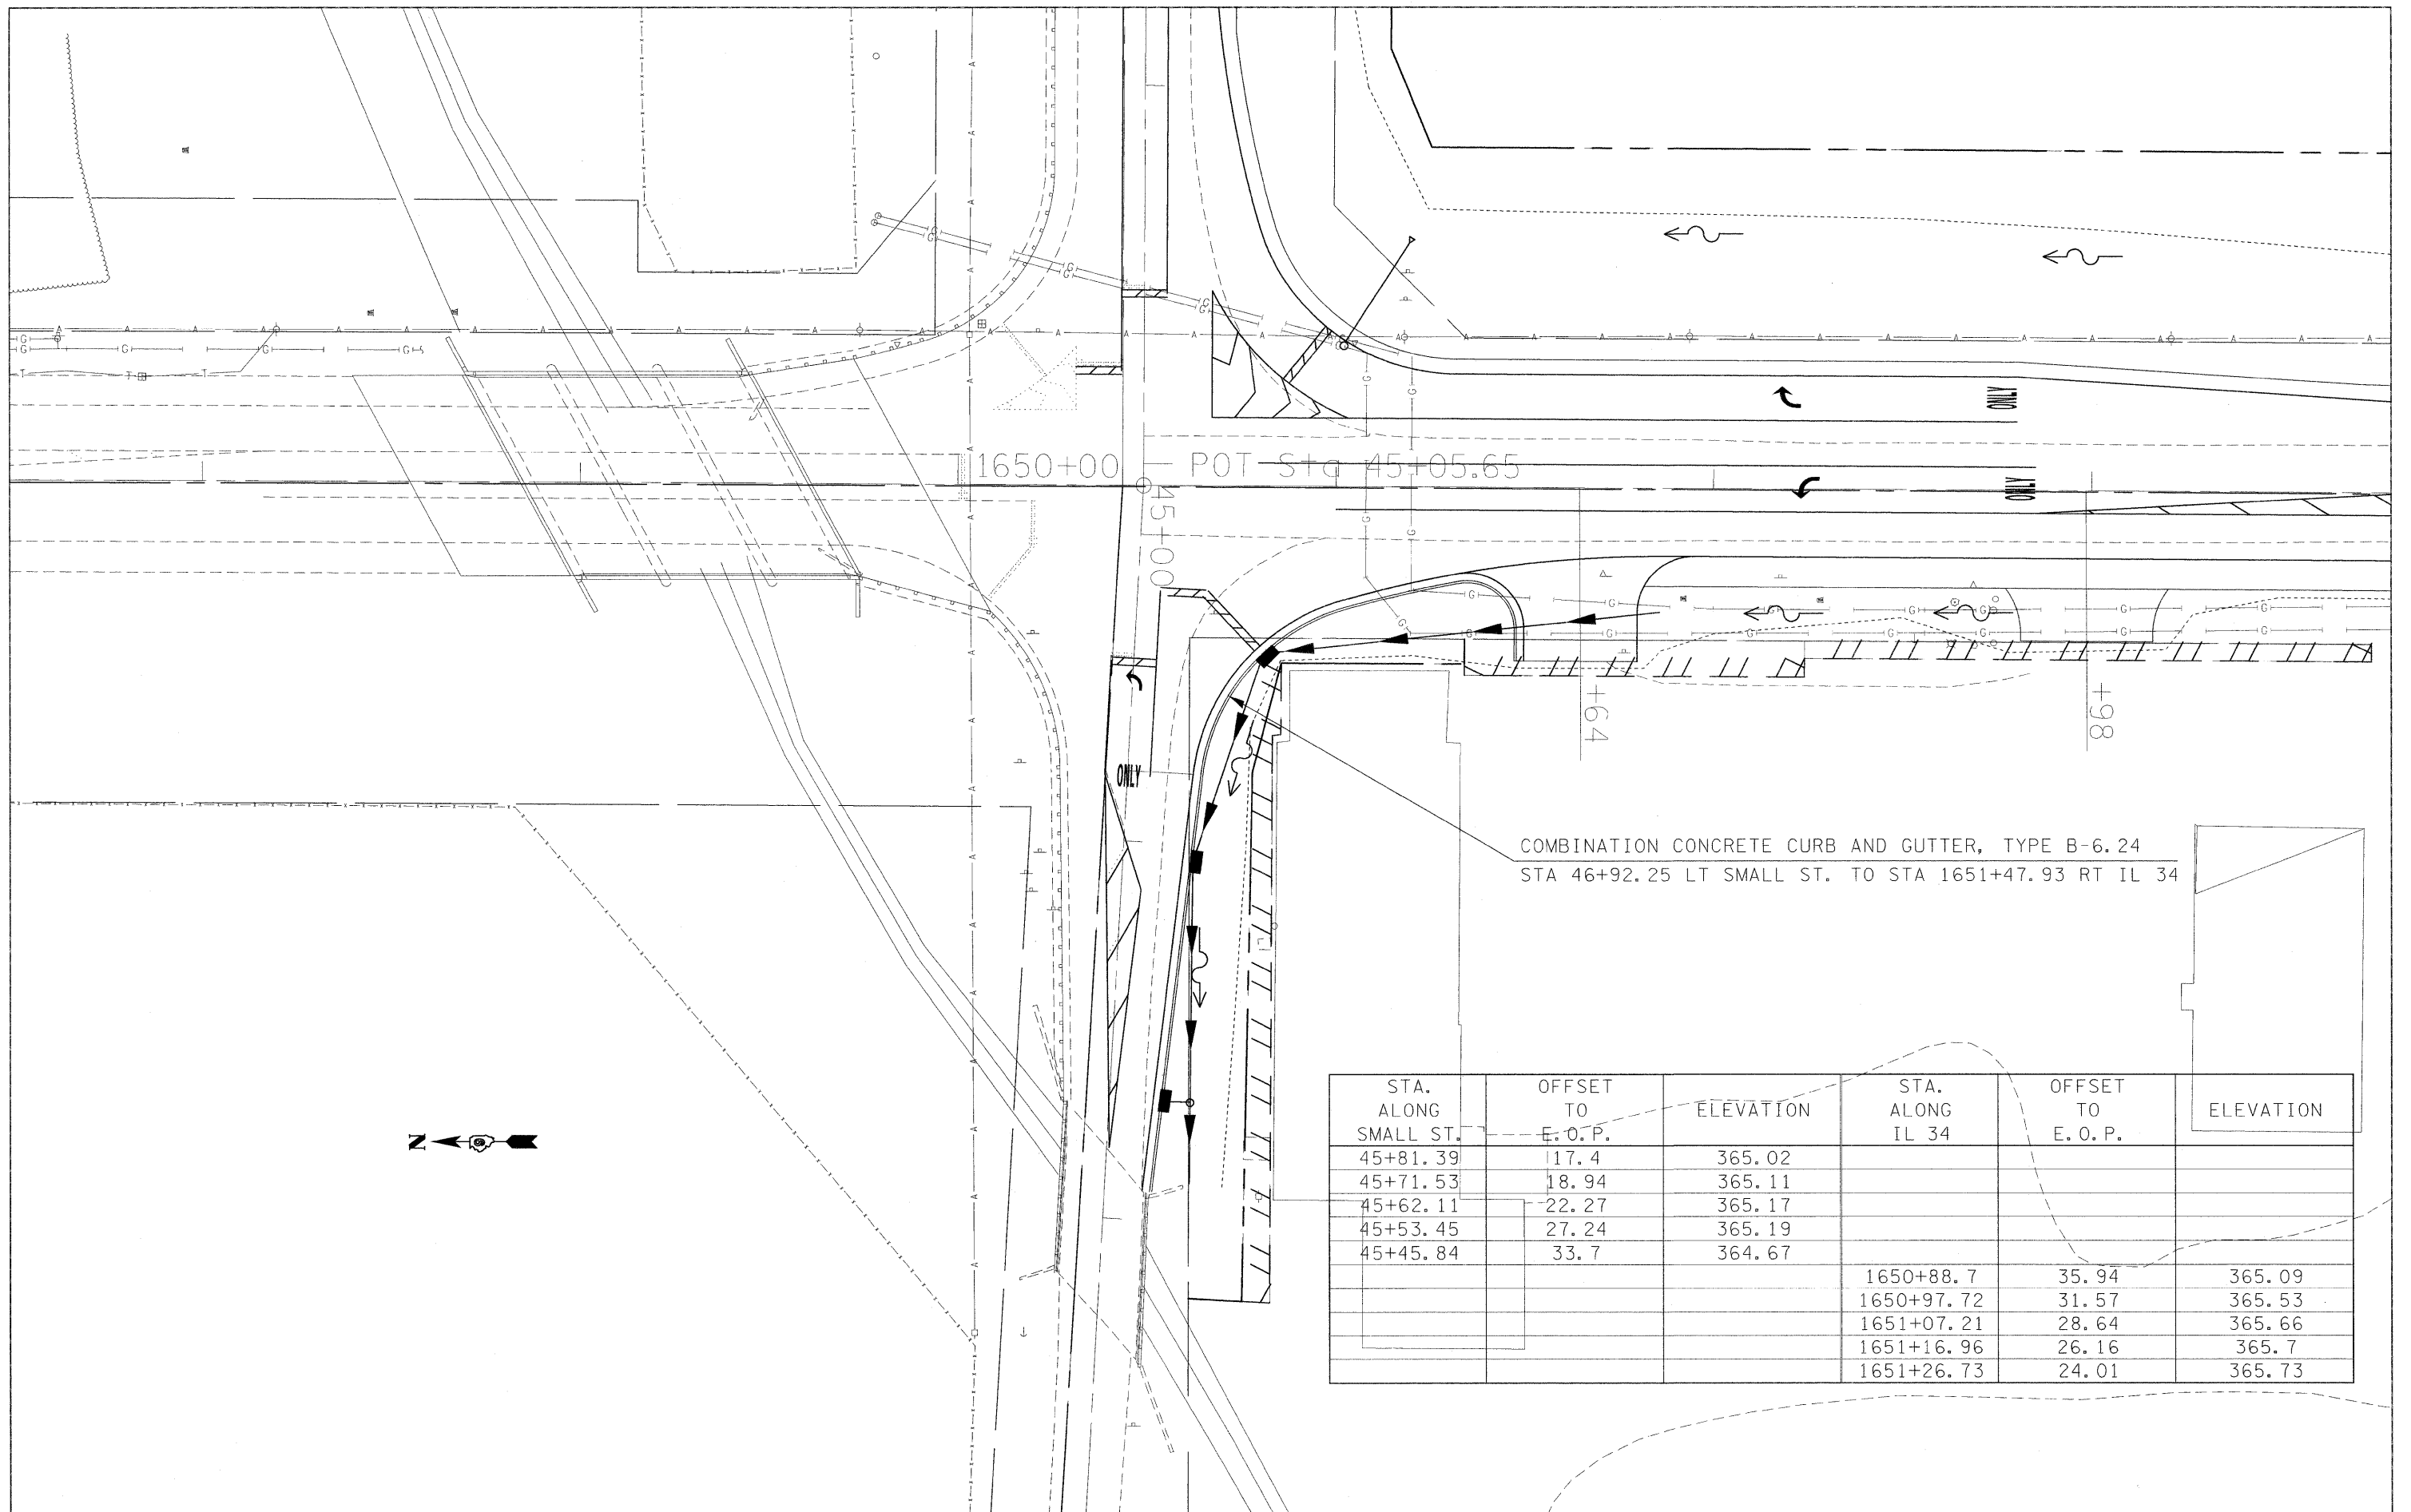 1650+00 — POT Sta 45+05.65
45+00
ONLY
ONLY
ONLY
+64
+98
COMBINATION CONCRETE CURB AND GUTTER, TYPE B-6.24
STA 46+92.25 LT SMALL ST. TO STA 1651+47.93 RT IL 34
N
STA. ALONG SMALL ST. OFFSET TO E.O.P. ELEVATION STA. ALONG IL 34 OFFSET TO E.O.P. ELEVATION
45+81.39 17.4 365.02
45+71.53 18.94 365.11
45+62.11 22.27 365.17
45+53.45 27.24 365.19
45+45.84 33.7 364.67
1650+88.7 35.94 365.09
1650+97.72 31.57 365.53
1651+07.21 28.64 365.66
1651+16.96 26.16 365.7
1651+26.73 24.01 365.73